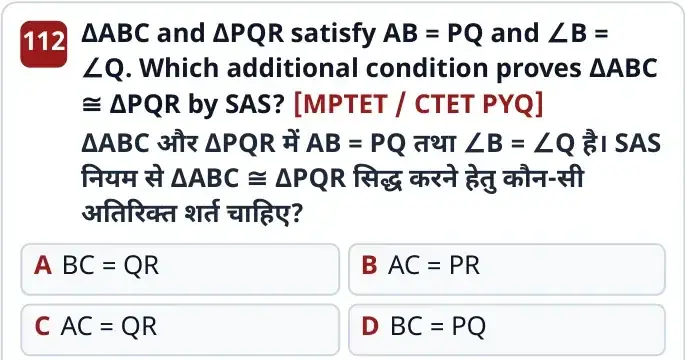 112 ΔABC and ΔPQR satisfy AB = PQ and ∠B =
∠Q. Which additional condition proves ΔABC
≅ ΔPQR by SAS? [MPTET / CTET PYQ]
ΔABC और ΔPQR में AB = PQ तथा ∠B = ∠Q है। SAS
नियम से ΔABC ≅ ΔPQR सिद्ध करने हेतु कौन-सी
अतिरिक्त शर्त चाहिए?
A BC = QR
B AC = PR
C AC = QR
D BC = PQ